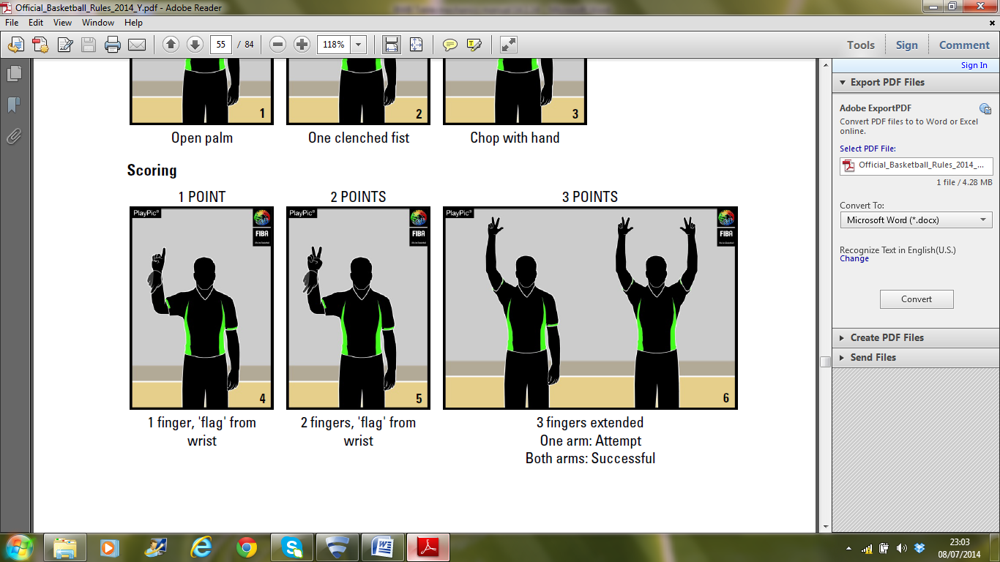 Official_Basketball_Rules_2014_Y.pdf - Adobe Reader
File Edit View Window Help
55 / 84 118% Tools Sign Comment
Sign In
Export PDF Files
Adobe ExportPDF
Convert PDF files to to Word or Excel
online.
Select PDF File:
Official_Basketball_Rules_2014_...
1 file / 4.28 MB
Convert To:
Microsoft Word (*.docx)
Recognize Text in English(U.S.)
Change
Convert
Create PDF Files
Send Files
1 2 3
Open palm One clenched fist Chop with hand
Scoring
1 POINT 2 POINTS 3 POINTS
PlayPic® PlayPic® PlayPic®
FIBA FIBA FIBA
4 5 6
1 finger, 'flag' from
wrist
2 fingers, 'flag' from
wrist
3 fingers extended
One arm: Attempt
Both arms: Successful
23:03
08/07/2014